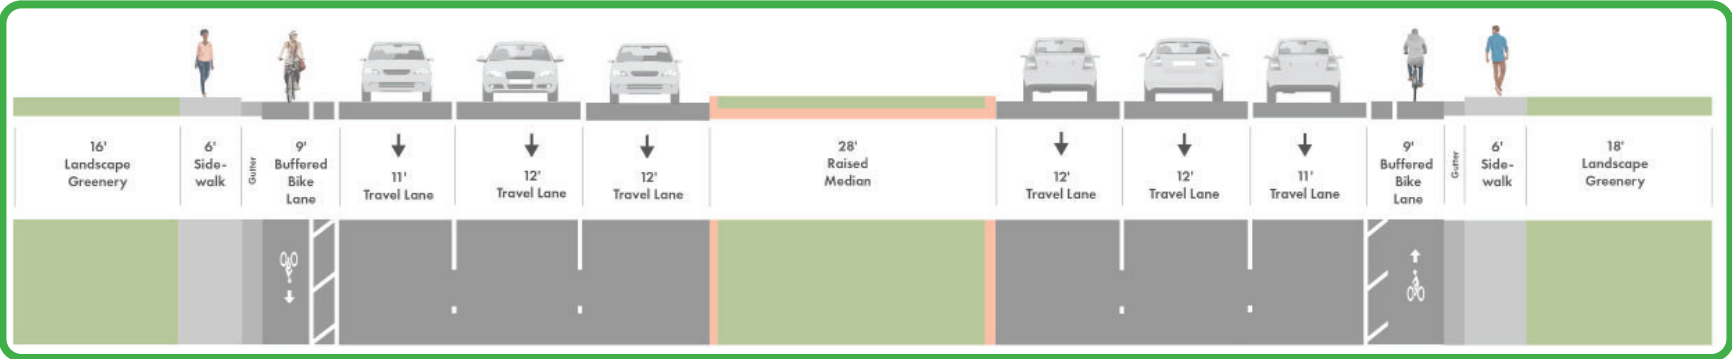 16'
Landscape
Greenery
6'
Side-
walk
Gutter
9'
Buffered
Bike
Lane
11'
Travel Lane
12'
Travel Lane
12'
Travel Lane
28'
Raised
Median
12'
Travel Lane
12'
Travel Lane
11'
Travel Lane
9'
Buffered
Bike
Lane
Gutter
6'
Side-
walk
18'
Landscape
Greenery